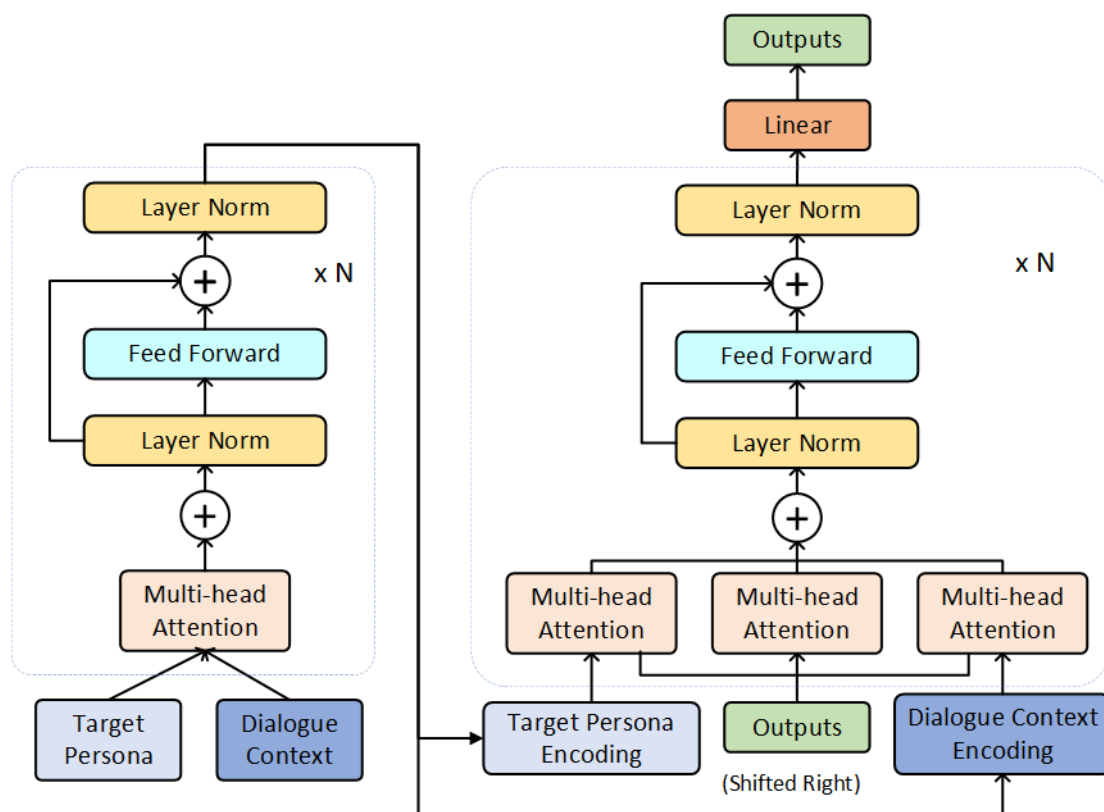 Outputs
Linear
Layer Norm
x N
Feed Forward
Layer Norm
+
+
Multi-head
Attention
Target
Persona
Dialogue
Context
Layer Norm
x N
+
Feed Forward
Layer Norm
+
Multi-head
Attention
Multi-head
Attention
Multi-head
Attention
Target Persona
Encoding
Outputs
(Shifted Right)
Dialogue Context
Encoding